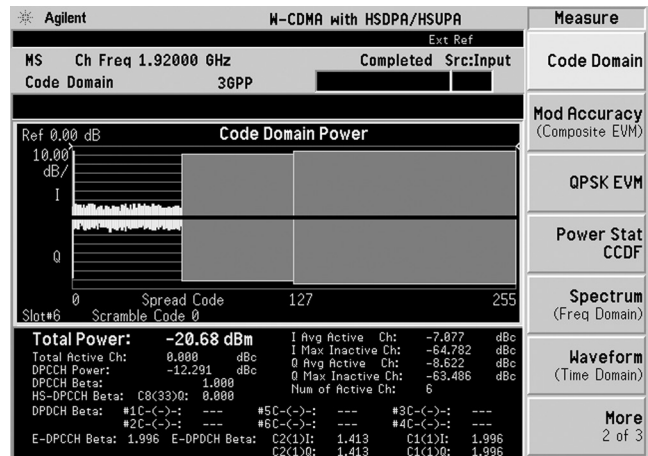 Agilent W-CDMA with HSDPA/HSUPA Measure
Ext Ref
MS Ch Freq 1.92000 GHz Completed Src:Input
Code Domain 3GPP
Code Domain
Mod Accuracy
(Composite EVM)
QPSK EVM
Power Stat
CCDF
Spectrum
(Freq Domain)
Waveform
(Time Domain)
More
2 of 3
Ref 0.00 dB Code Domain Power
10.00
dB/
I
Q
0 Spread Code 127 255
Slot#6 Scramble Code 0
Total Power: -20.68 dBm
Total Active Ch: 0.000 dBc
DPCCH Power: -12.291 dBc
DPCCH Beta: 1.000
HS-DPCCH Beta: C8(33)Q: 0.000
I Avg Active Ch: -7.077 dBc
I Max Inactive Ch: -64.782 dBc
Q Avg Active Ch: -8.622 dBc
Q Max Inactive Ch: -63.486 dBc
Num of Active Ch: 6
DPDCH Beta: #1C-(-)-: --- #5C-(-)-: --- #3C-(-)-: ---
#2C-(-)-: --- #6C-(-)-: --- #4C-(-)-: ---
E-DPCCH Beta: 1.996 E-DPDCH Beta: C2(1)I: 1.413 C1(1)I: 1.996
C2(1)Q: 1.413 C1(1)Q: 1.996